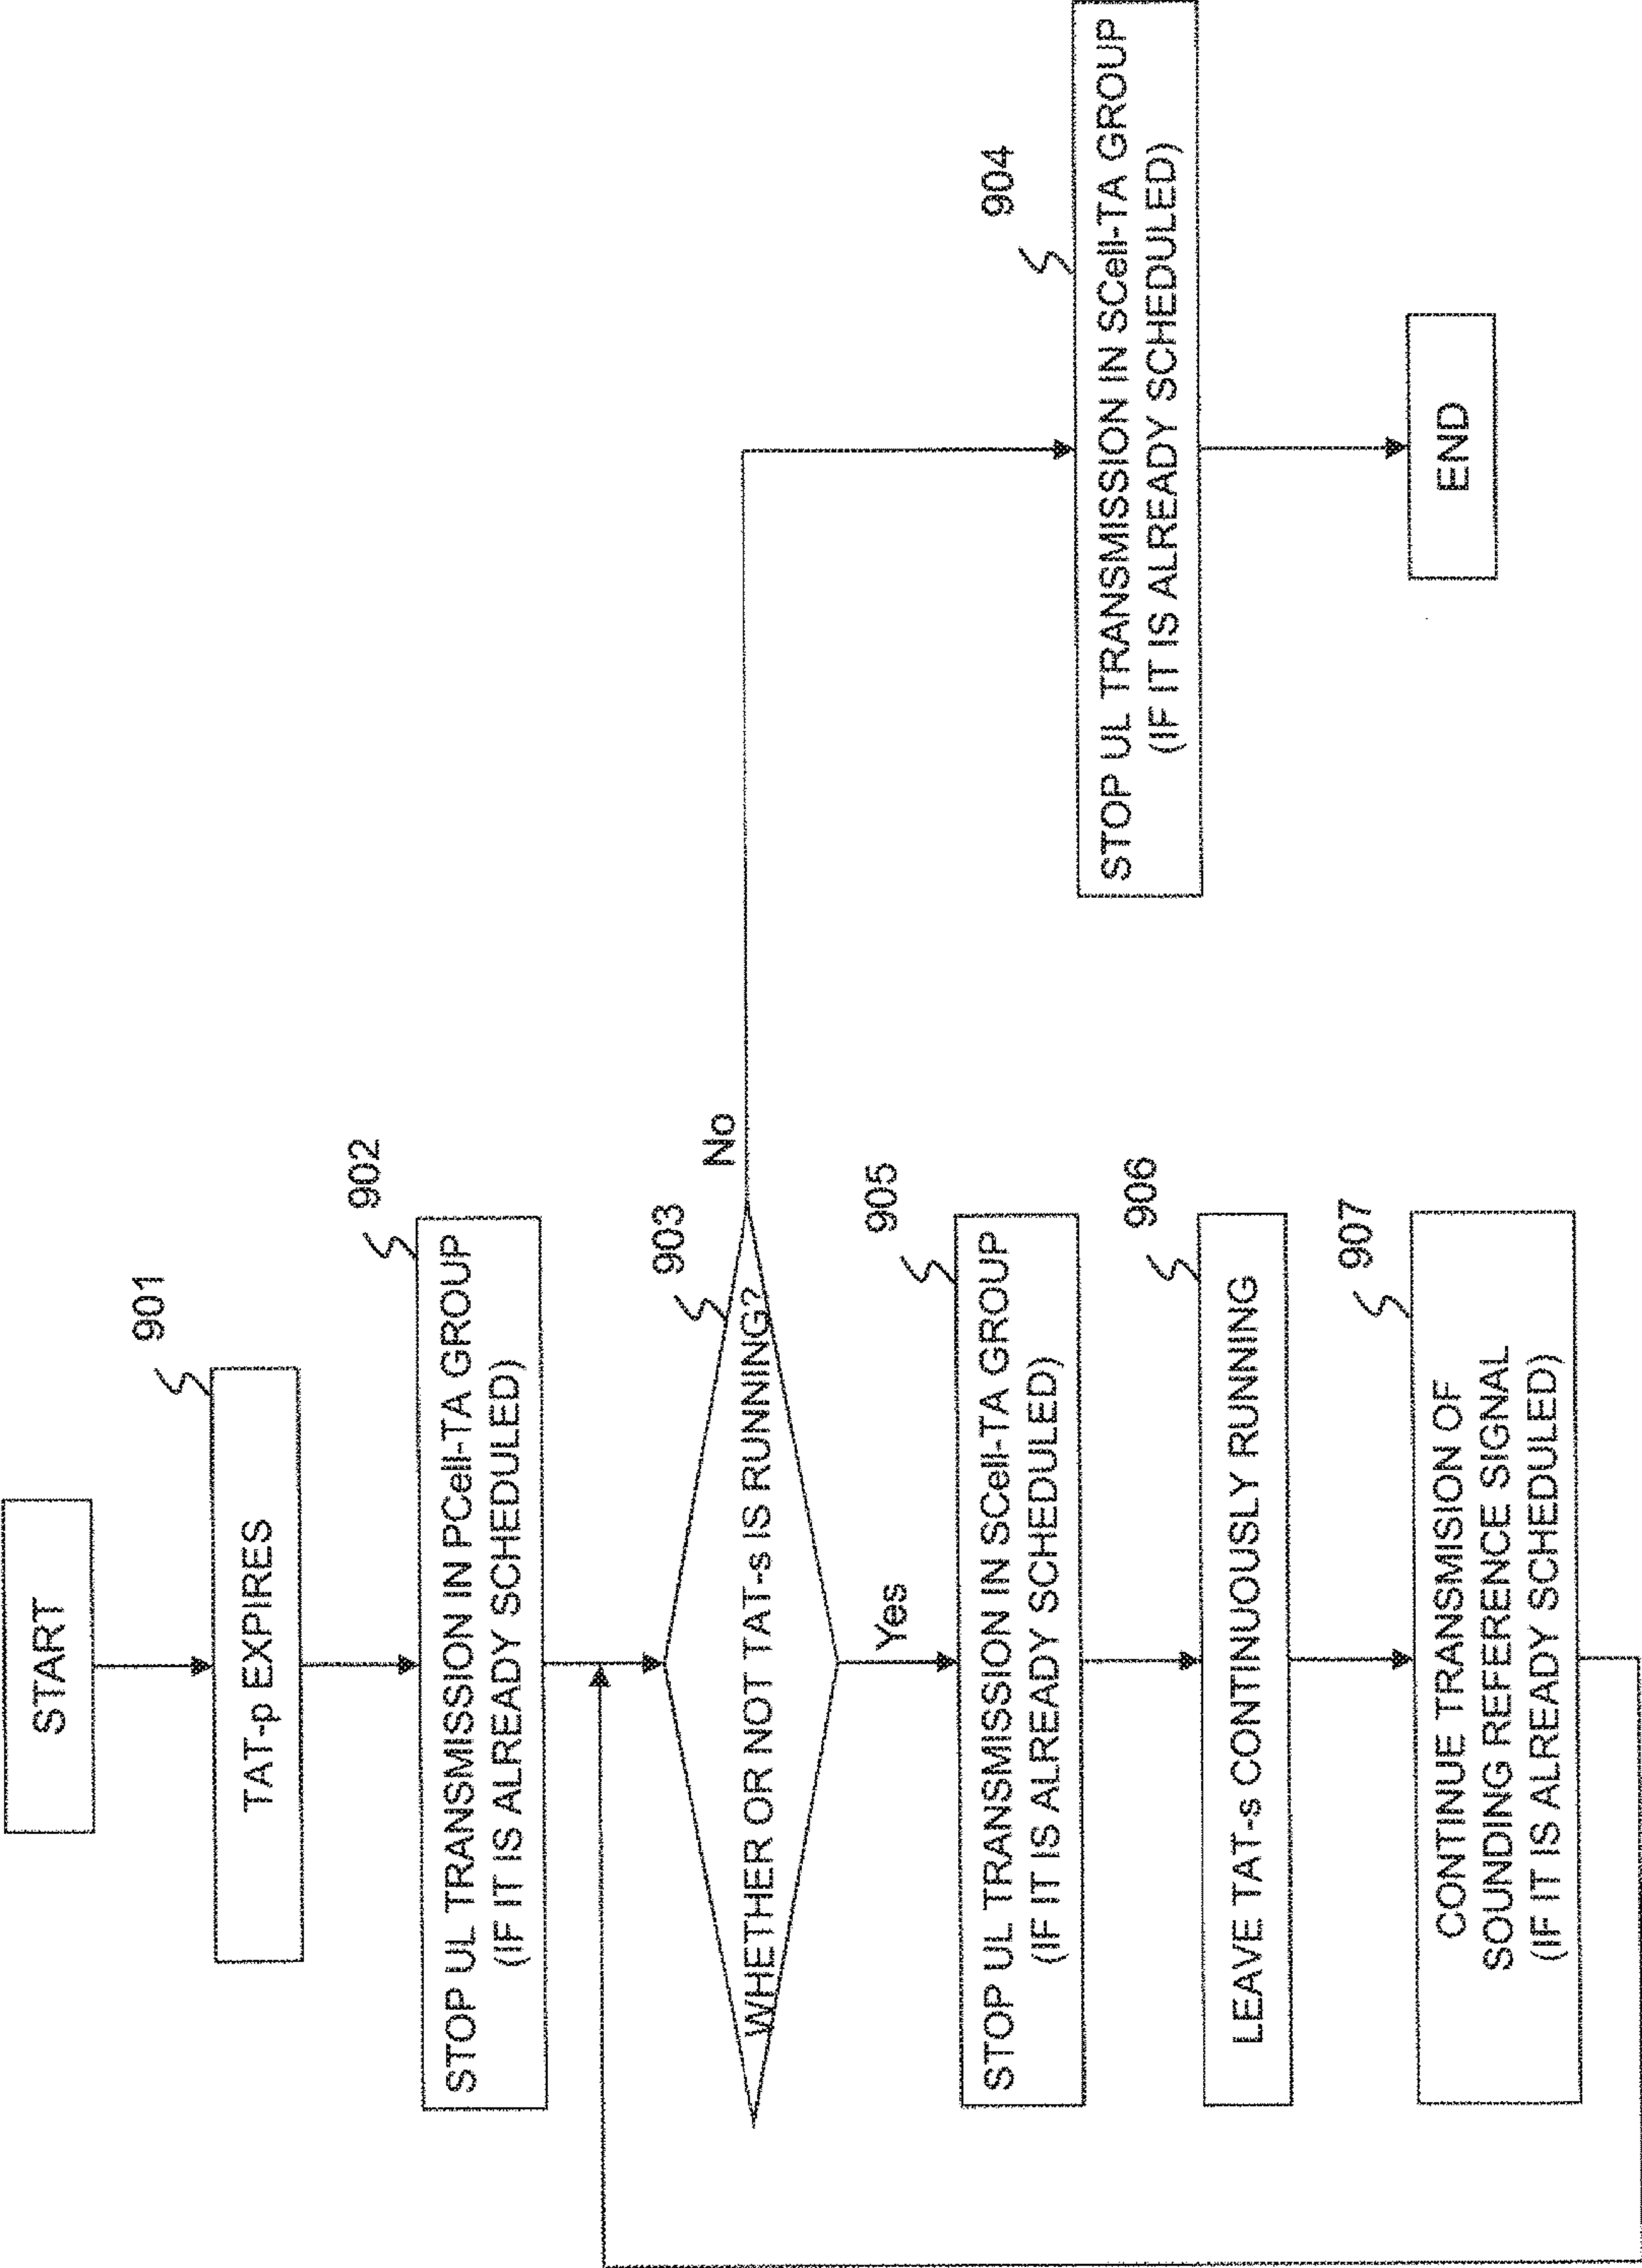 START
901
TAT-p EXPIRES
902
STOP UL TRANSMISSION IN PCell-TA GROUP
(IF IT IS ALREADY SCHEDULED)
903
WHETHER OR NOT TAT-s IS RUNNING?
No
904
STOP UL TRANSMISSION IN SCell-TA GROUP
(IF IT IS ALREADY SCHEDULED)
END
Yes
905
STOP UL TRANSMISSION IN SCell-TA GROUP
(IF IT IS ALREADY SCHEDULED)
906
LEAVE TAT-s CONTINUOUSLY RUNNING
907
CONTINUE TRANSMISION OF
SOUNDING REFERENCE SIGNAL
(IF IT IS ALREADY SCHEDULED)